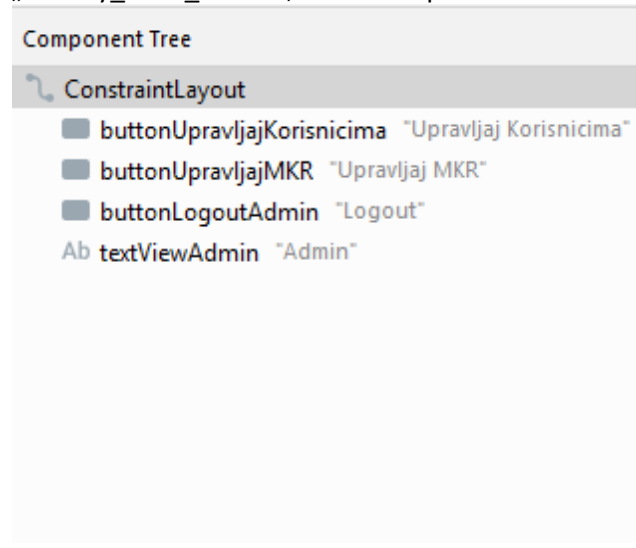 Component Tree
ConstraintLayout
buttonUpravljajKorisnicima "Upravljaj Korisnicima"
buttonUpravljajMKR "Upravljaj MKR"
buttonLogoutAdmin "Logout"
Ab textViewAdmin "Admin"